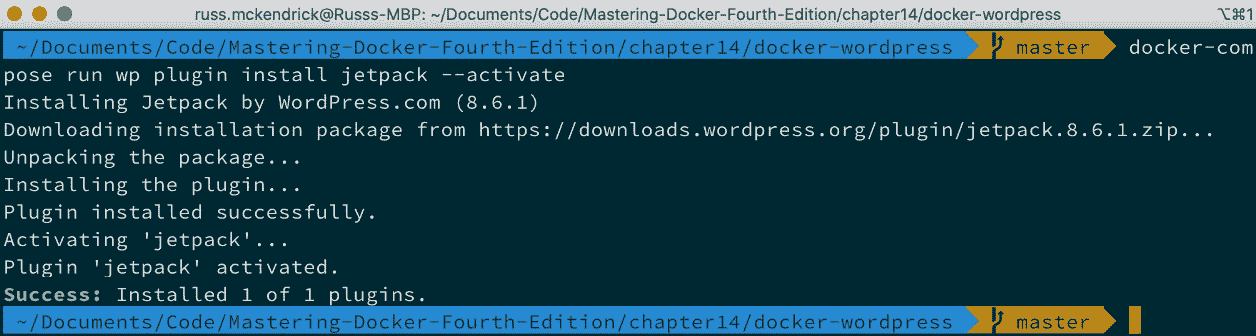 russ.mckendrick@Russs-MBP: ~/Documents/Code/Mastering-Docker-Fourth-Edition/chapter14/docker-wordpress ⌥⌘1
~/Documents/Code/Mastering-Docker-Fourth-Edition/chapter14/docker-wordpress master docker-com
pose run wp plugin install jetpack --activate
Installing Jetpack by WordPress.com (8.6.1)
Downloading installation package from https://downloads.wordpress.org/plugin/jetpack.8.6.1.zip...
Unpacking the package...
Installing the plugin...
Plugin installed successfully.
Activating 'jetpack'...
Plugin 'jetpack' activated.
Success: Installed 1 of 1 plugins.
~/Documents/Code/Mastering-Docker-Fourth-Edition/chapter14/docker-wordpress master